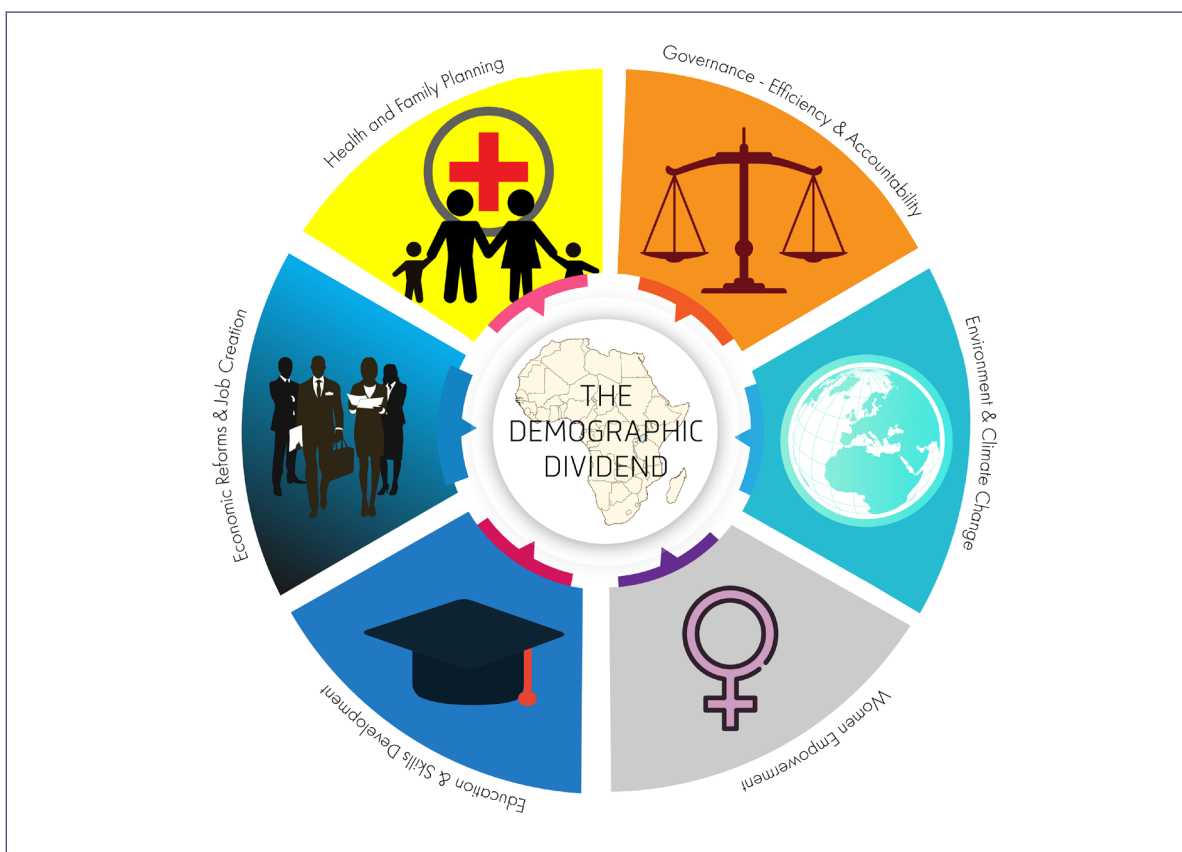 Health and Family Planning
Governance - Efficiency & Accountability
Environment & Climate Change
Women Empowerment
Education & Skills Development
Economic Reforms & Job Creation
THE
DEMOGRAPHIC
DIVIDEND